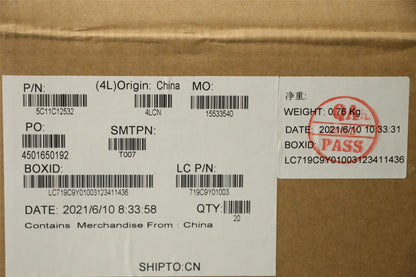 P/N:
(4L)Origin: China
MO:
5C11C12532
4LCN
15533540
PO:
SMTPN:
4501650192
T007
BOXID:
LC P/N:
LC719C9Y01003123411436
719C9Y01003
DATE: 2021/6/10 8:33:58
QTY:
20
Contains Merchandise From : China
SHIPTO:CN
净重:
WEIGHT: 0.76 Kg
DATE: 2021/6/10 10:33:31
BOXID:
LC719C9Y01003123411436
QA
PASS